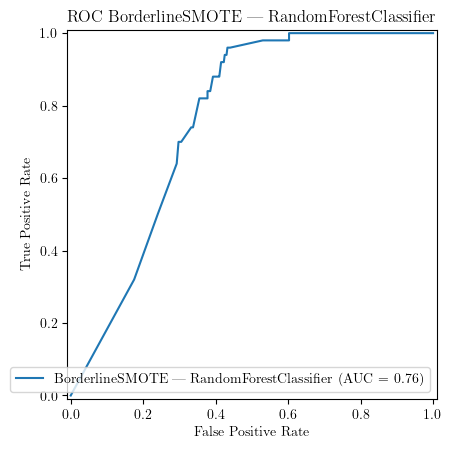 ROC BorderlineSMOTE — RandomForestClassifier
1.0
0.8
0.6
0.4
0.2
0.0
True Positive Rate
BorderlineSMOTE — RandomForestClassifier (AUC = 0.76)
0.0 0.2 0.4 0.6 0.8 1.0
False Positive Rate